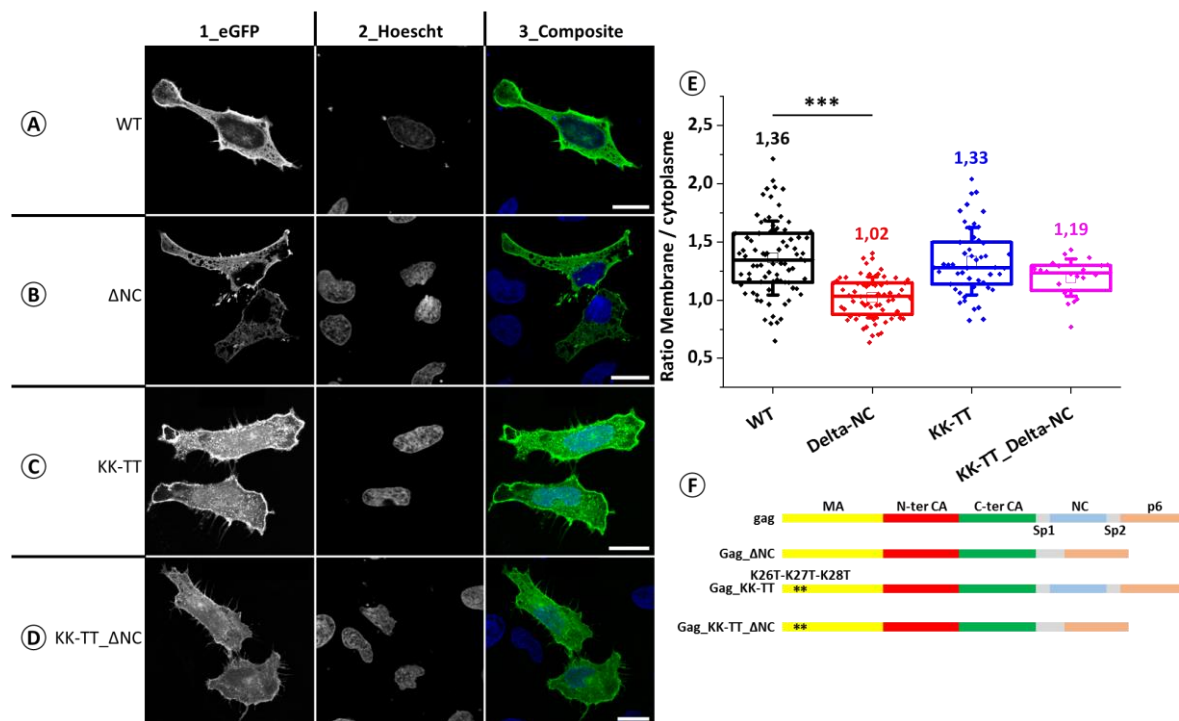 1_eGFP 2_Hoescht 3_Composite
A WT
B ΔNC
C KK-TT
D KK-TT_ΔNC
E
Ratio Membrane / cytoplasme
2,5
2,0
1,5
1,0
0,5
***
1,36
1,02
1,33
1,19
WT
Delta-NC
KK-TT
KK-TT_Delta-NC
F
MA N-ter CA C-ter CA NC p6
gag
Sp1 Sp2
Gag_ΔNC
K26T-K27T-K28T
Gag_KK-TT **
Gag_KK-TT_ΔNC **